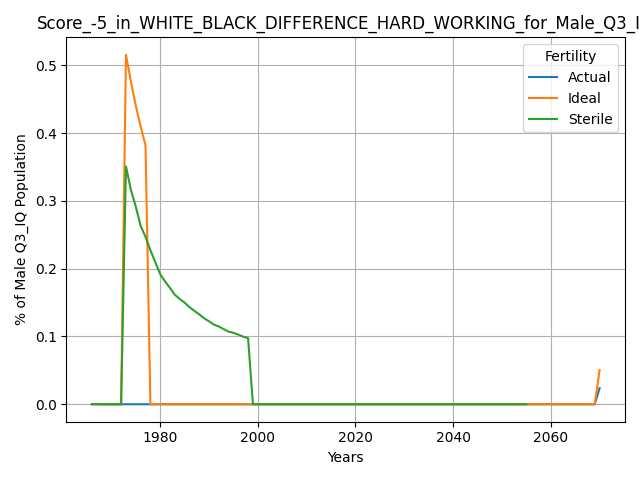 Score_-5_in_WHITE_BLACK_DIFFERENCE_HARD_WORKING_for_Male_Q3_I
Fertility
Actual
Ideal
Sterile
% of Male Q3_IQ Population
0.5
0.4
0.3
0.2
0.1
0.0
1980 2000 2020 2040 2060
Years